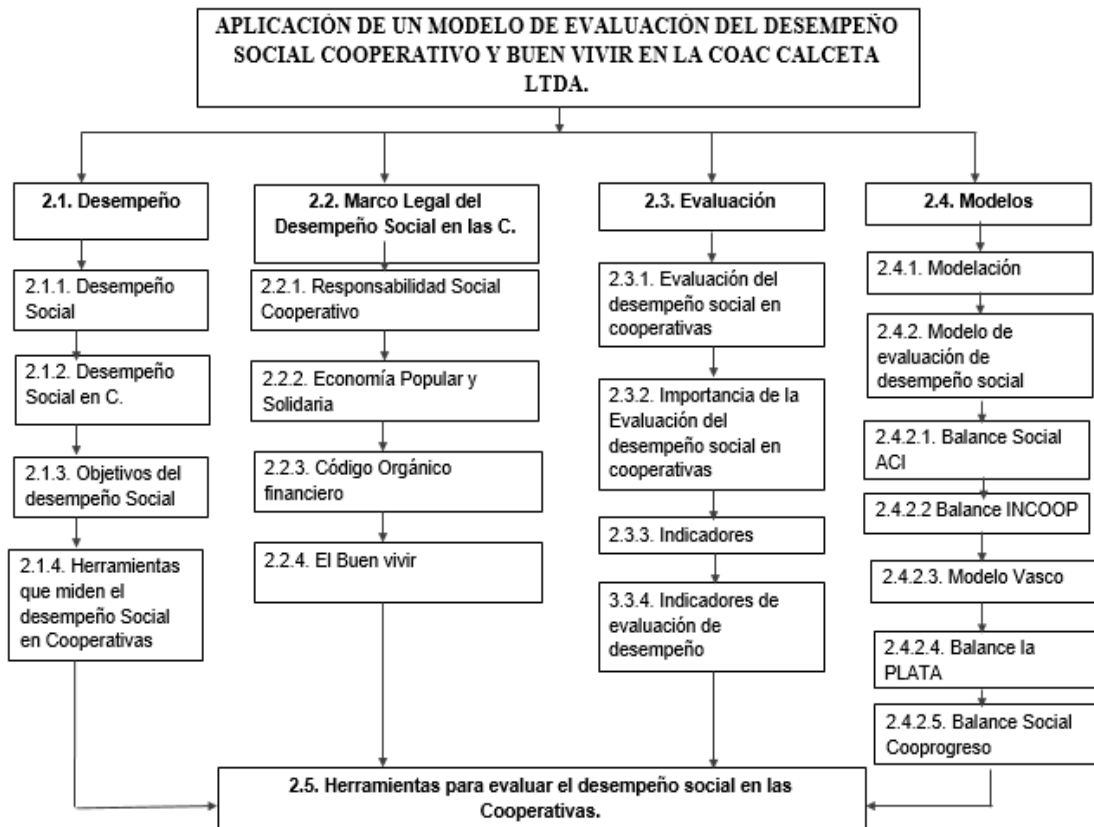 APLICACIÓN DE UN MODELO DE EVALUACIÓN DEL DESEMPEÑO
SOCIAL COOPERATIVO Y BUEN VIVIR EN LA COAC CALCETA
LTDA.
2.1. Desempeño
2.1.1. Desempeño
Social
2.1.2. Desempeño
Social en C.
2.1.3. Objetivos del
desempeño Social
2.1.4. Herramientas
que miden el
desempeño Social
en Cooperativas
2.2. Marco Legal del
Desempeño Social en las C.
2.2.1. Responsabilidad Social
Cooperativo
2.2.2. Economía Popular y
Solidaria
2.2.3. Código Orgánico
financiero
2.2.4. El Buen vivir
2.3. Evaluación
2.3.1. Evaluación del
desempeño social en
cooperativas
2.3.2. Importancia de la
Evaluación del
desempeño social en
cooperativas
2.3.3. Indicadores
3.3.4. Indicadores de
evaluación de
desempeño
2.4. Modelos
2.4.1. Modelación
2.4.2. Modelo de
evaluación de
desempeño social
2.4.2.1. Balance Social
ACI
2.4.2.2 Balance INCOOP
2.4.2.3. Modelo Vasco
2.4.2.4. Balance la
PLATA
2.4.2.5. Balance Social
Cooprogreso
2.5. Herramientas para evaluar el desempeño social en las
Cooperativas.